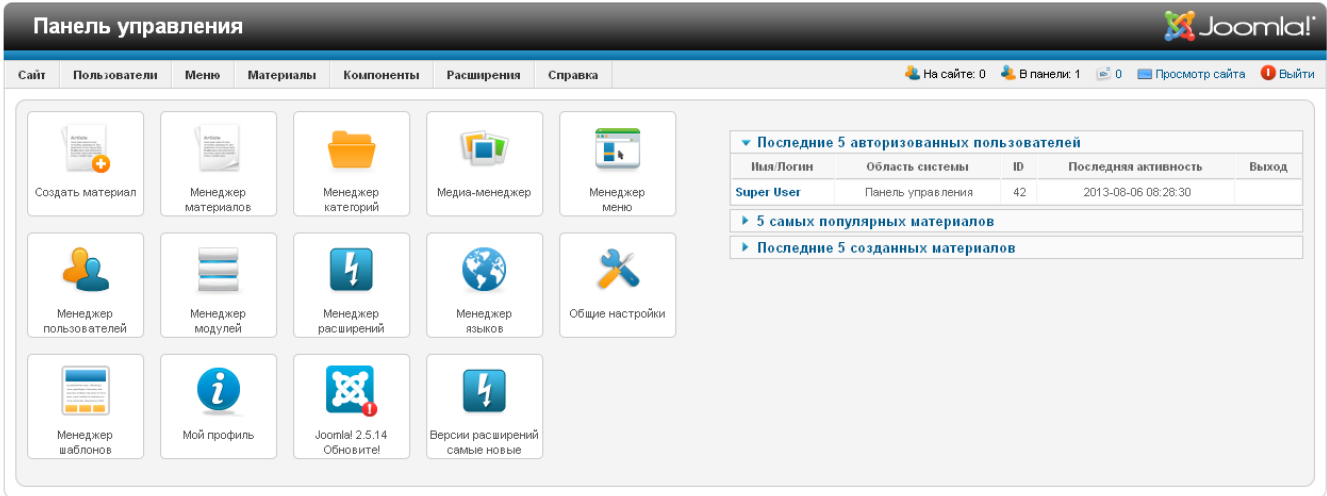 Панель управления
Joomla!
Сайт Пользователи Меню Материалы Компоненты Расширения Справка
На сайте: 0 В панели: 1 0 Просмотр сайта Выйти
Создать материал
Менеджер
материалов
Менеджер
категорий
Медиа-менеджер
Менеджер
меню
Менеджер
пользователей
Менеджер
модулей
Менеджер
расширений
Менеджер
языков
Общие настройки
Менеджер
шаблонов
Мой профиль
Joomla! 2.5.14
Обновите!
Версии расширений
самые новые
Последние 5 авторизованных пользователей
Имя/Логин Область системы ID Последняя активность Выход
Super User Панель управления 42 2013-08-06 08:28:30
5 самых популярных материалов
Последние 5 созданных материалов